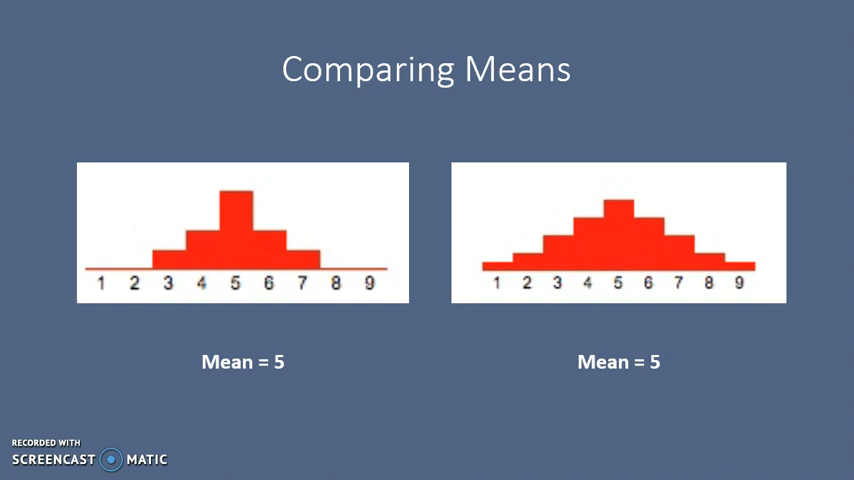 Comparing Means
1 2 3 4 5 6 7 8 9
1 2 3 4 5 6 7 8 9
Mean = 5
Mean = 5
RECORDED WITH
SCREENCAST MATIC